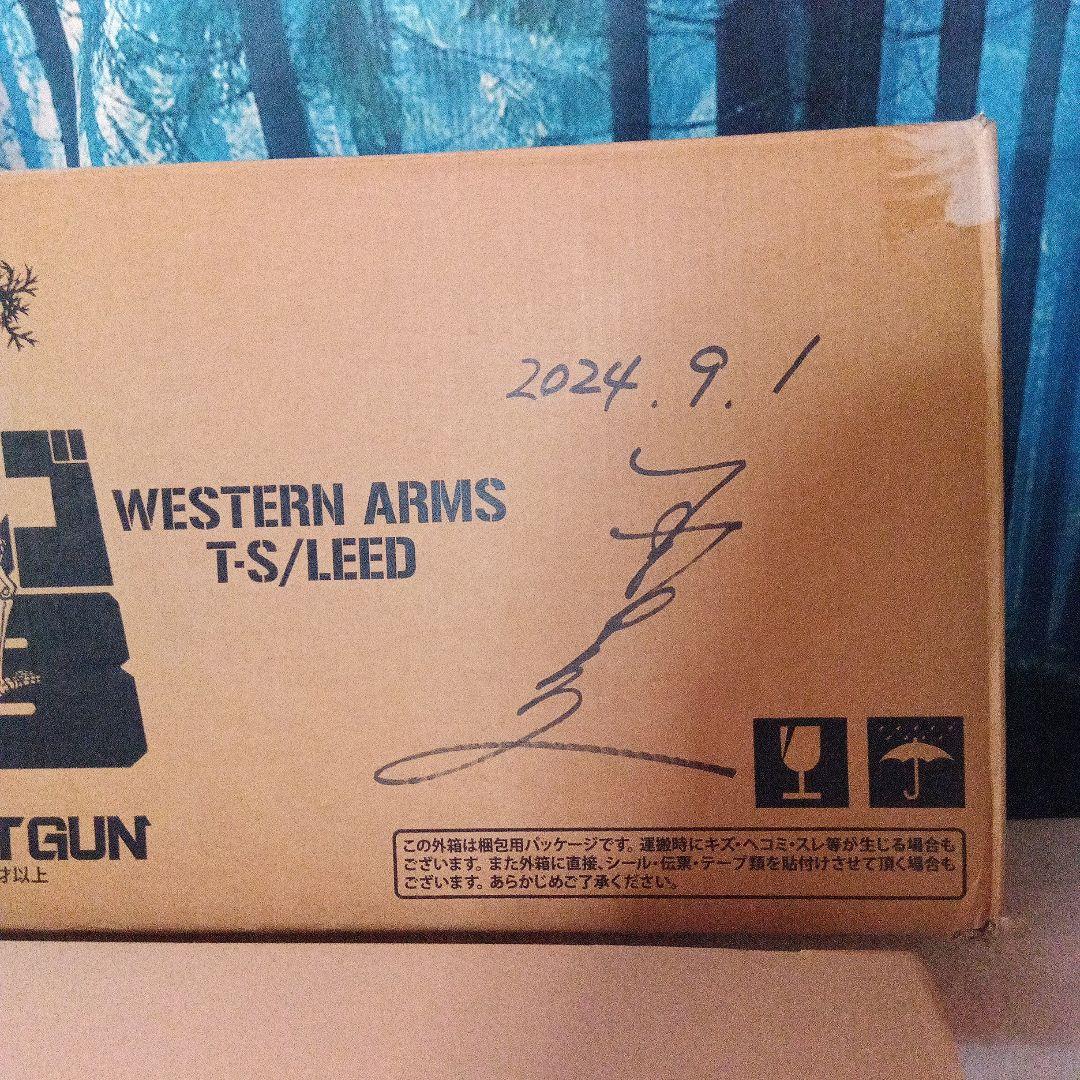 2024.9.1
WESTERN ARMS
T-S/LEED
TGUN
才以上
この外箱は梱包用パッケージです。運搬時にキズ・ヘコミ・スレ等が生じる場合も
ございます。また外箱に直接、シール・伝票・テープ類を貼付けさせて頂く場合も
ございます。あらかじめご了承ください。